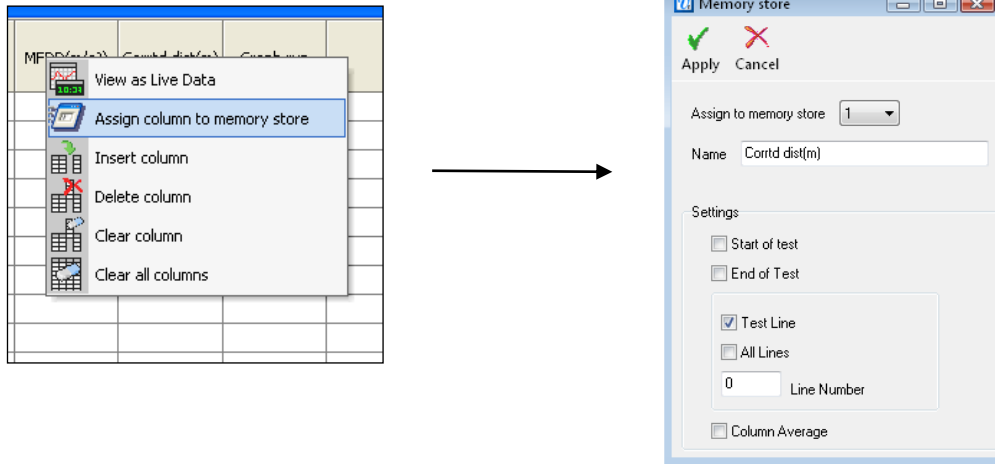 View as Live Data
Assign column to memory store
Insert column
Delete column
Clear column
Clear all columns
Memory store
Apply Cancel
Assign to memory store 1
Name Corrtd dist(m)
Settings
Start of test
End of Test
Test Line
All Lines
0 Line Number
Column Average